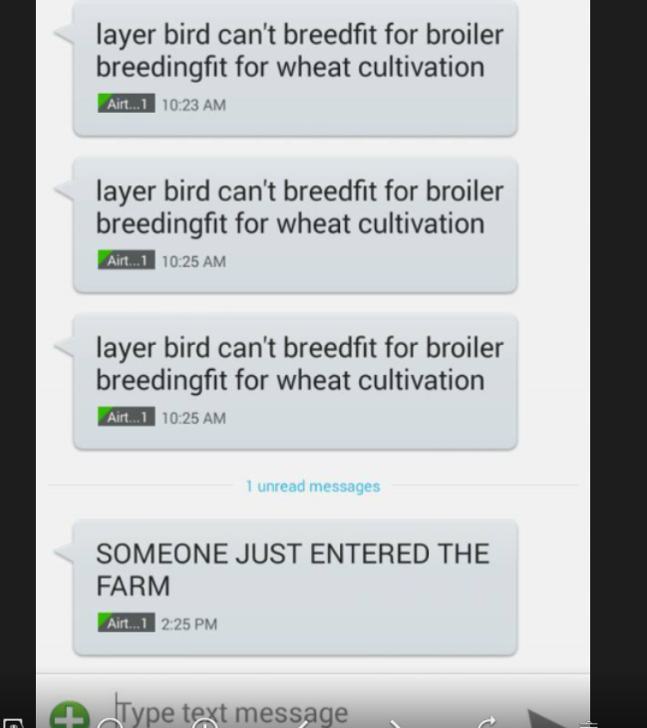 layer bird can't breedfit for broiler
breedingfit for wheat cultivation
Airt...1 10:23 AM
layer bird can't breedfit for broiler
breedingfit for wheat cultivation
Airt...1 10:25 AM
layer bird can't breedfit for broiler
breedingfit for wheat cultivation
Airt...1 10:25 AM
1 unread messages
SOMEONE JUST ENTERED THE
FARM
Airt...1 2:25 PM
Type text message